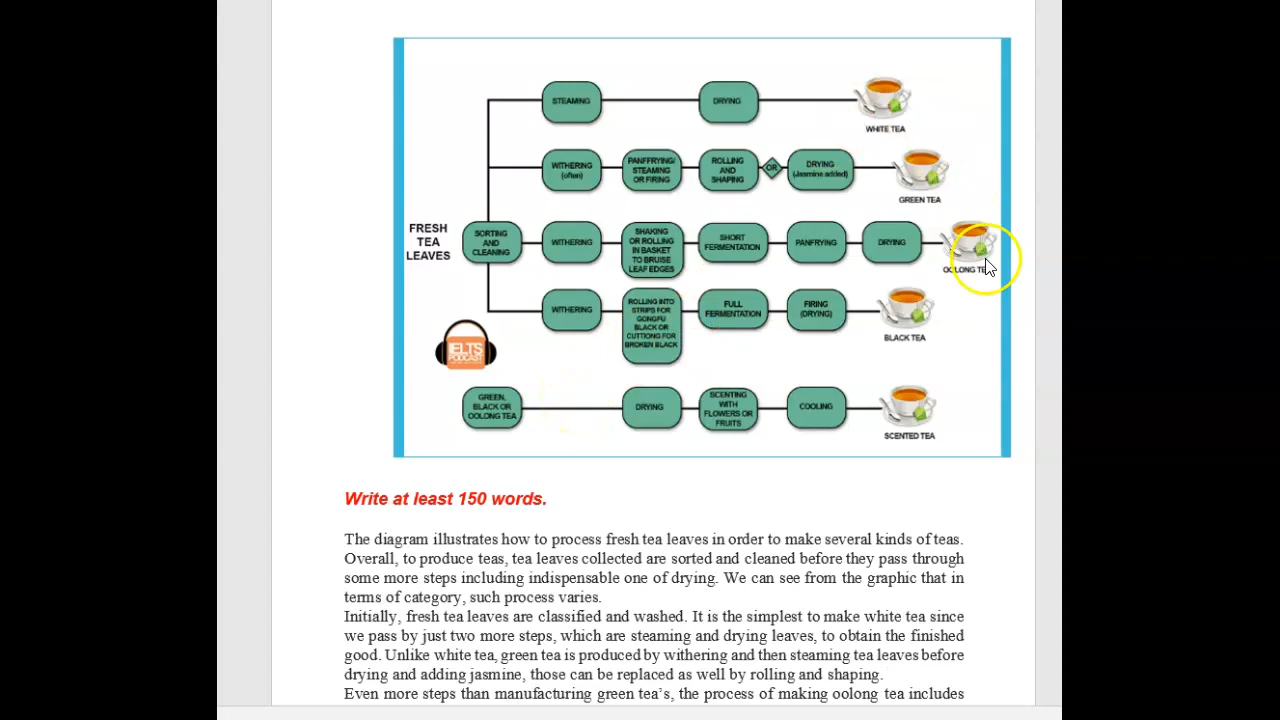 STEAMING
DRYING
WHITE TEA
WITHERING
(often)
PANFFRYING/
STEAMING
OR FIRING
ROLLING
AND
SHAPING
OR
DRYING
(Jasmine added)
GREEN TEA
FRESH
TEA
LEAVES
SORTING
AND
CLEANING
WITHERING
SHAKING
OR ROLLING
IN BASKET
TO BRUISE
LEAF EDGES
SHORT
FERMENTATION
PANFRYING
DRYING
OOLONG TEA
WITHERING
ROLLING INTO
STRIPS FOR
GONGFU
BLACK OR
CUTTIONG FOR
BROKEN BLACK
FULL
FERMENTATION
FIRING
(DRYING)
BLACK TEA
IELTS
PODCAST
GREEN,
BLACK OR
OOLONG TEA
DRYING
SCENTING
WITH
FLOWERS OR
FRUITS
COOLING
SCENTED TEA
Write at least 150 words.
The diagram illustrates how to process fresh tea leaves in order to make several kinds of teas.
Overall, to produce teas, tea leaves collected are sorted and cleaned before they pass through
some more steps including indispensable one of drying. We can see from the graphic that in
terms of category, such process varies.
Initially, fresh tea leaves are classified and washed. It is the simplest to make white tea since
we pass by just two more steps, which are steaming and drying leaves, to obtain the finished
good. Unlike white tea, green tea is produced by withering and then steaming tea leaves before
drying and adding jasmine, those can be replaced as well by rolling and shaping.
Even more steps than manufacturing green tea's, the process of making oolong tea includes